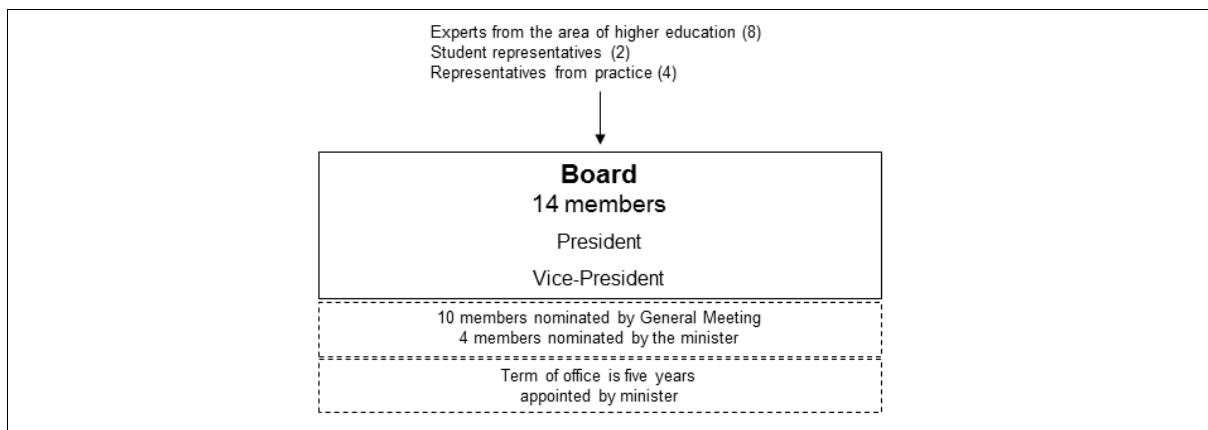 Experts from the area of higher education (8)
Student representatives (2)
Representatives from practice (4)
Board
14 members
President
Vice-President
10 members nominated by General Meeting
4 members nominated by the minister
Term of office is five years
appointed by minister